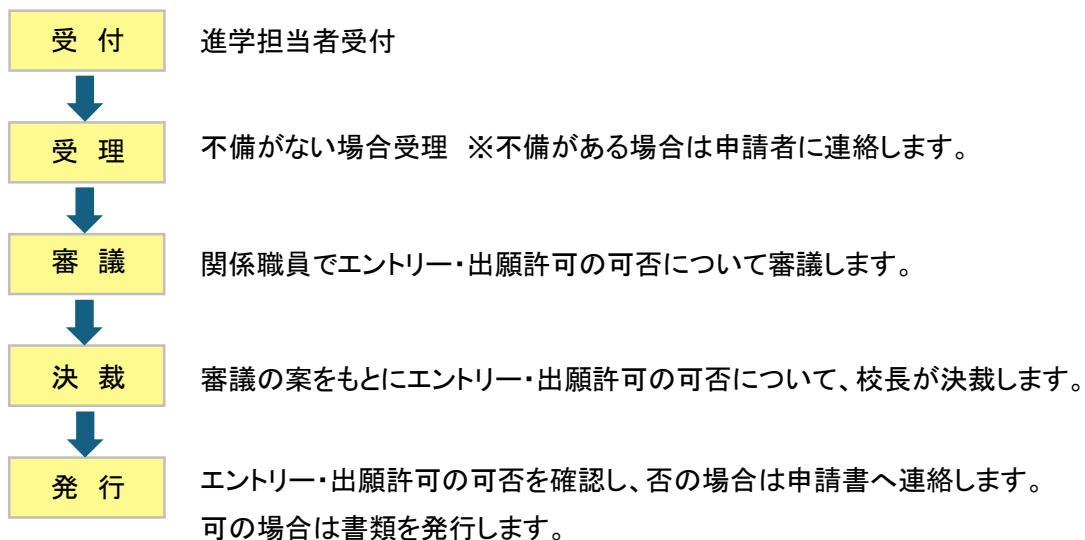 受 付 進学担当者受付
受 理 不備がない場合受理 ※不備がある場合は申請者に連絡します。
審 議 関係職員でエントリー・出願許可の可否について審議します。
決 裁 審議の案をもとにエントリー・出願許可の可否について、校長が決裁します。
発 行 エントリー・出願許可の可否を確認し、否の場合は申請書へ連絡します。
可の場合は書類を発行します。